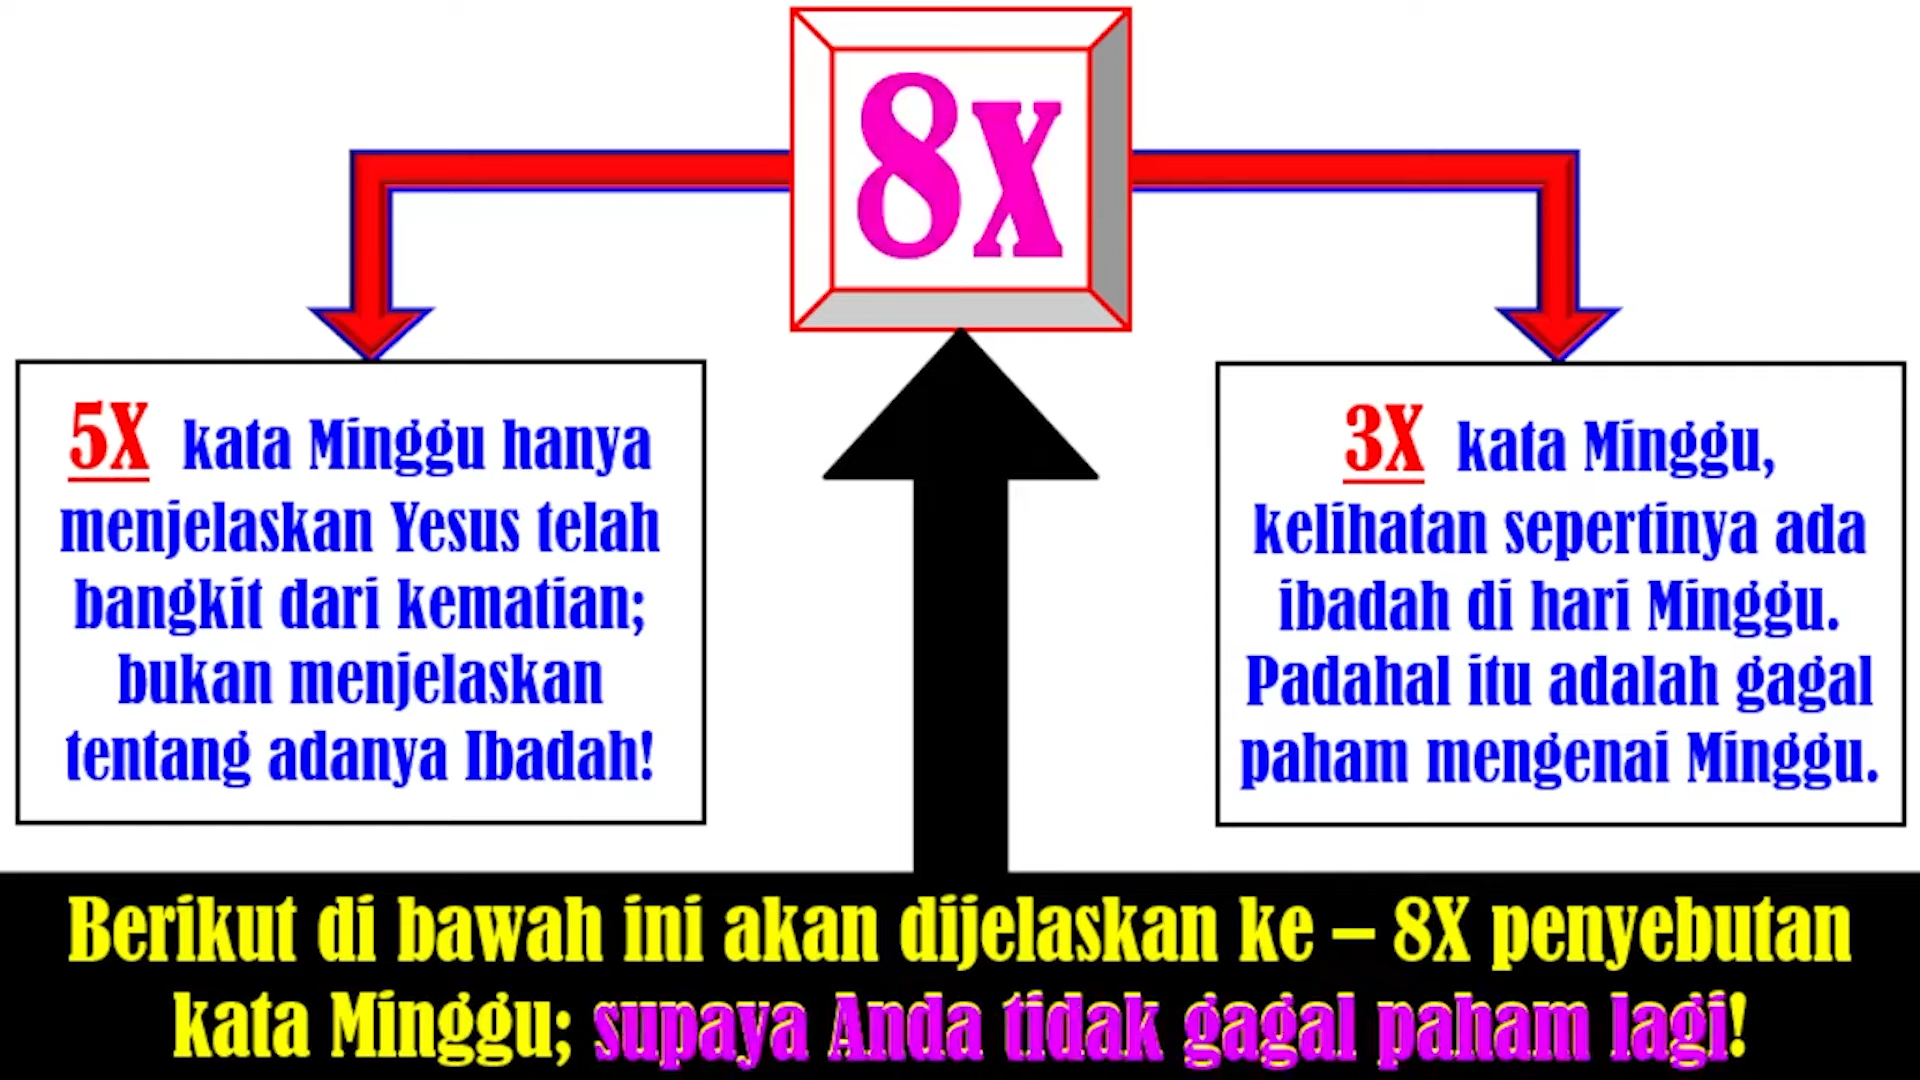 8X
5X kata Minggu hanya
menjelaskan Yesus telah
bangkit dari kematian;
bukan menjelaskan
tentang adanya Ibadah!
3X kata Minggu,
kelihatan sepertinya ada
ibadah di hari Minggu.
Padahal itu adalah gagal
paham mengenai Minggu.
Berikut di bawah ini akan dijelaskan ke – 8X penyebutan
kata Minggu; supaya Anda tidak gagal paham lagi!